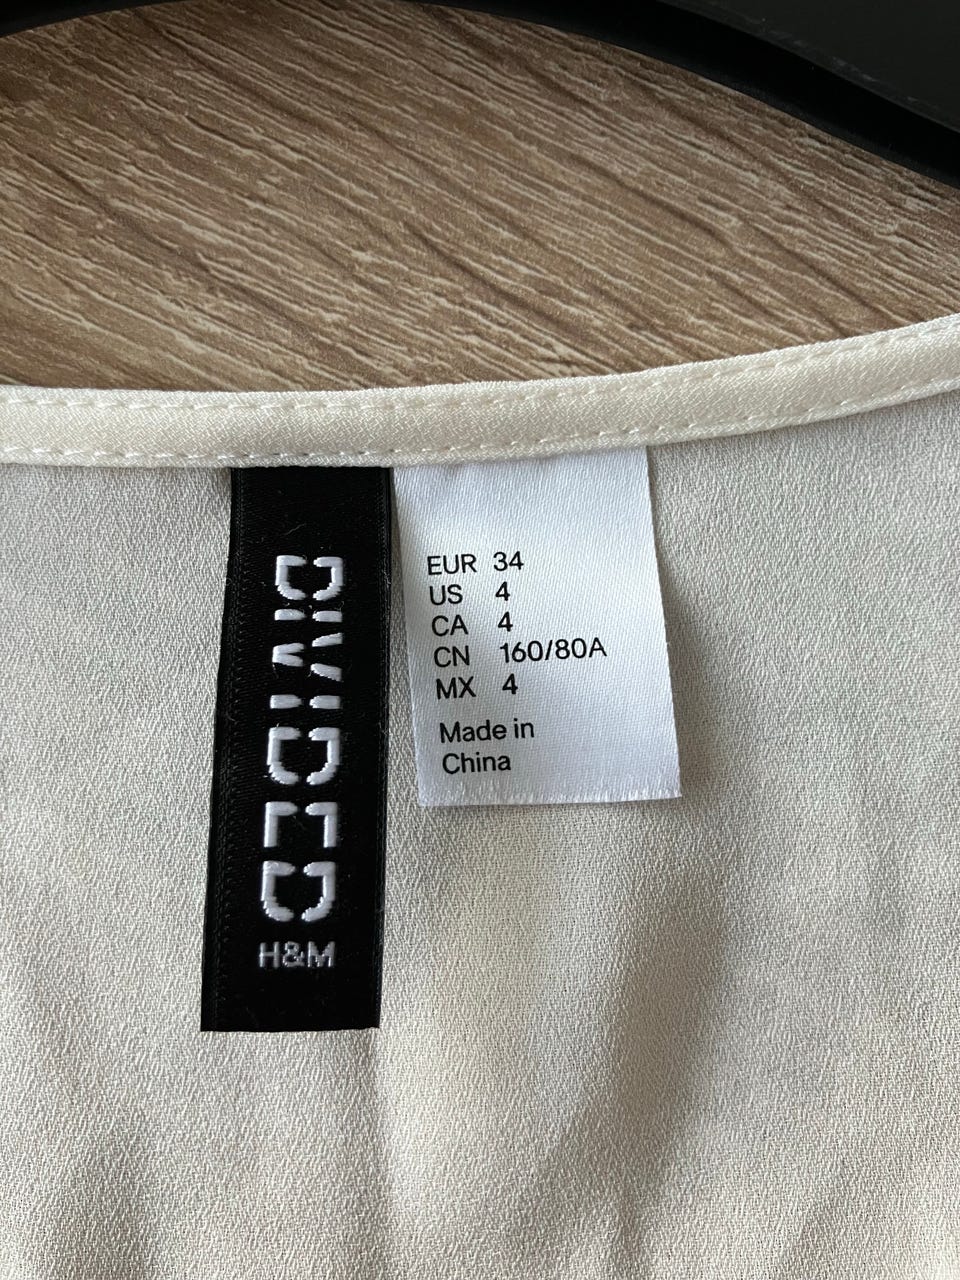 DIVIDED
H&M
EUR 34
US 4
CA 4
CN 160/80A
MX 4
Made in
China